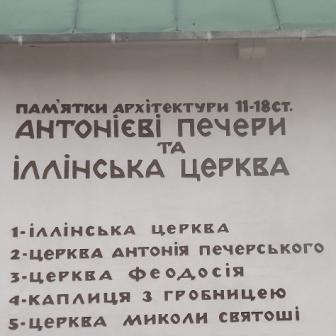 ПАМ'ЯТКИ АРХІТЕКТУРИ 11-18 СТ.
АНТОНІЄВІ ПЕЧЕРИ
ТА
ІЛЛІНСЬКА ЦЕРКВА
1-ІЛЛІНСЬКА ЦЕРКВА
2-ЦЕРКВА АНТОНІЯ ПЕЧЕРСЬКОГО
3-ЦЕРКВА ФЕОДОСІЯ
4-КАПЛИЦЯ З ГРОБНИЦЕЮ
5-ЦЕРКВА МИКОЛИ СВЯТОШІ